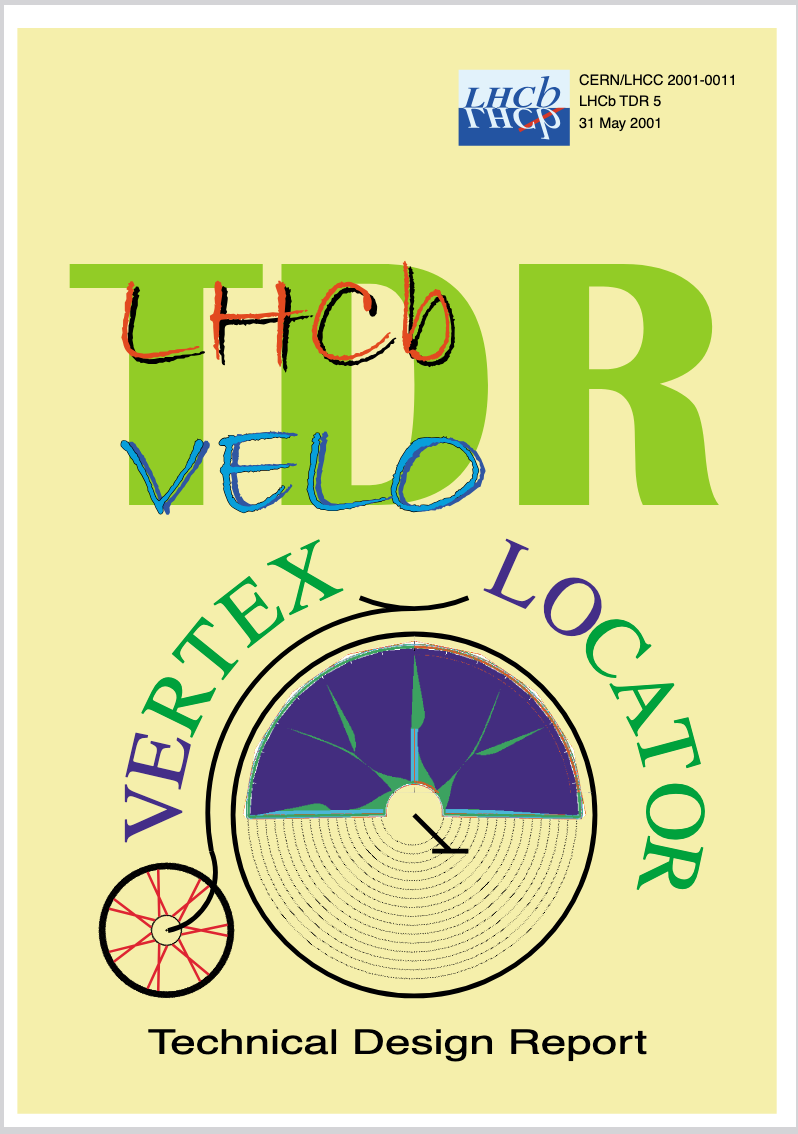 LHCb
CERN/LHCC 2001-0011
LHCb TDR 5
31 May 2001
TDR
LHCb
VELO
VERTEX LOCATOR
Technical Design Report